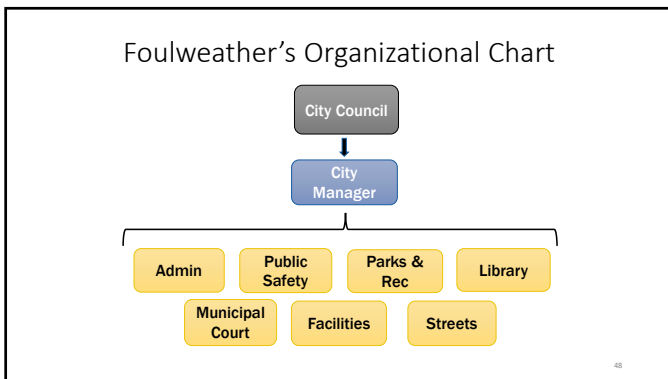 Foulweather’s Organizational Chart
City Council
City
Manager
Admin
Public
Safety
Parks &
Rec
Library
Municipal
Court
Facilities
Streets
48